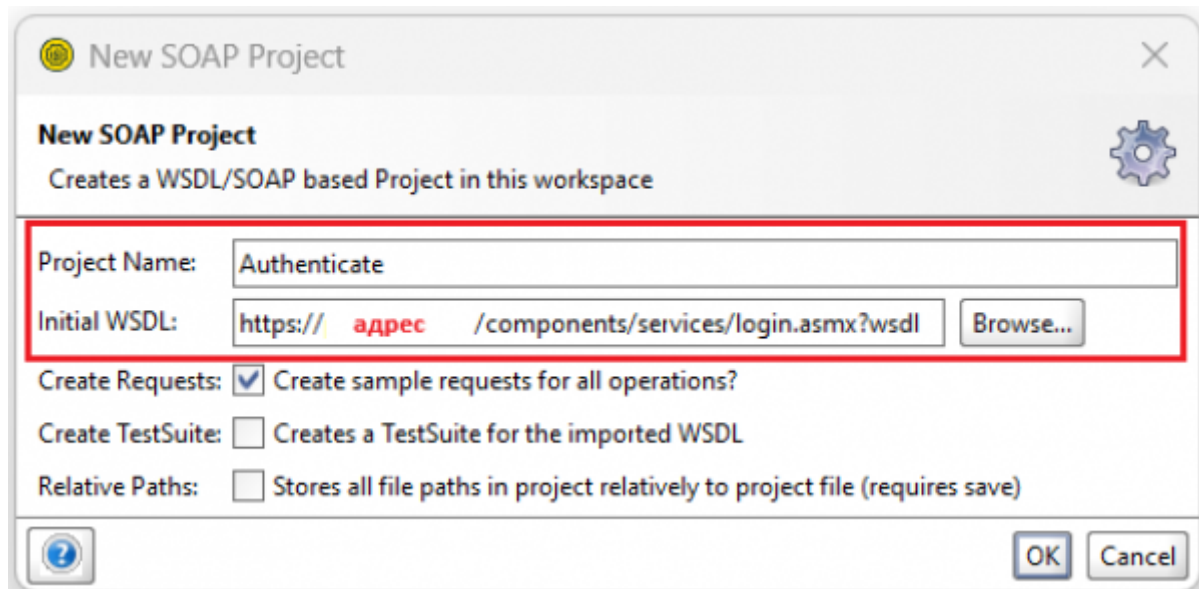 New SOAP Project
New SOAP Project
Creates a WSDL/SOAP based Project in this workspace
Project Name: Authenticate
Initial WSDL: https:// адрес /components/services/login.asmx?wsdl Browse...
Create Requests: Create sample requests for all operations?
Create TestSuite: Creates a TestSuite for the imported WSDL
Relative Paths: Stores all file paths in project relatively to project file (requires save)
? OK Cancel